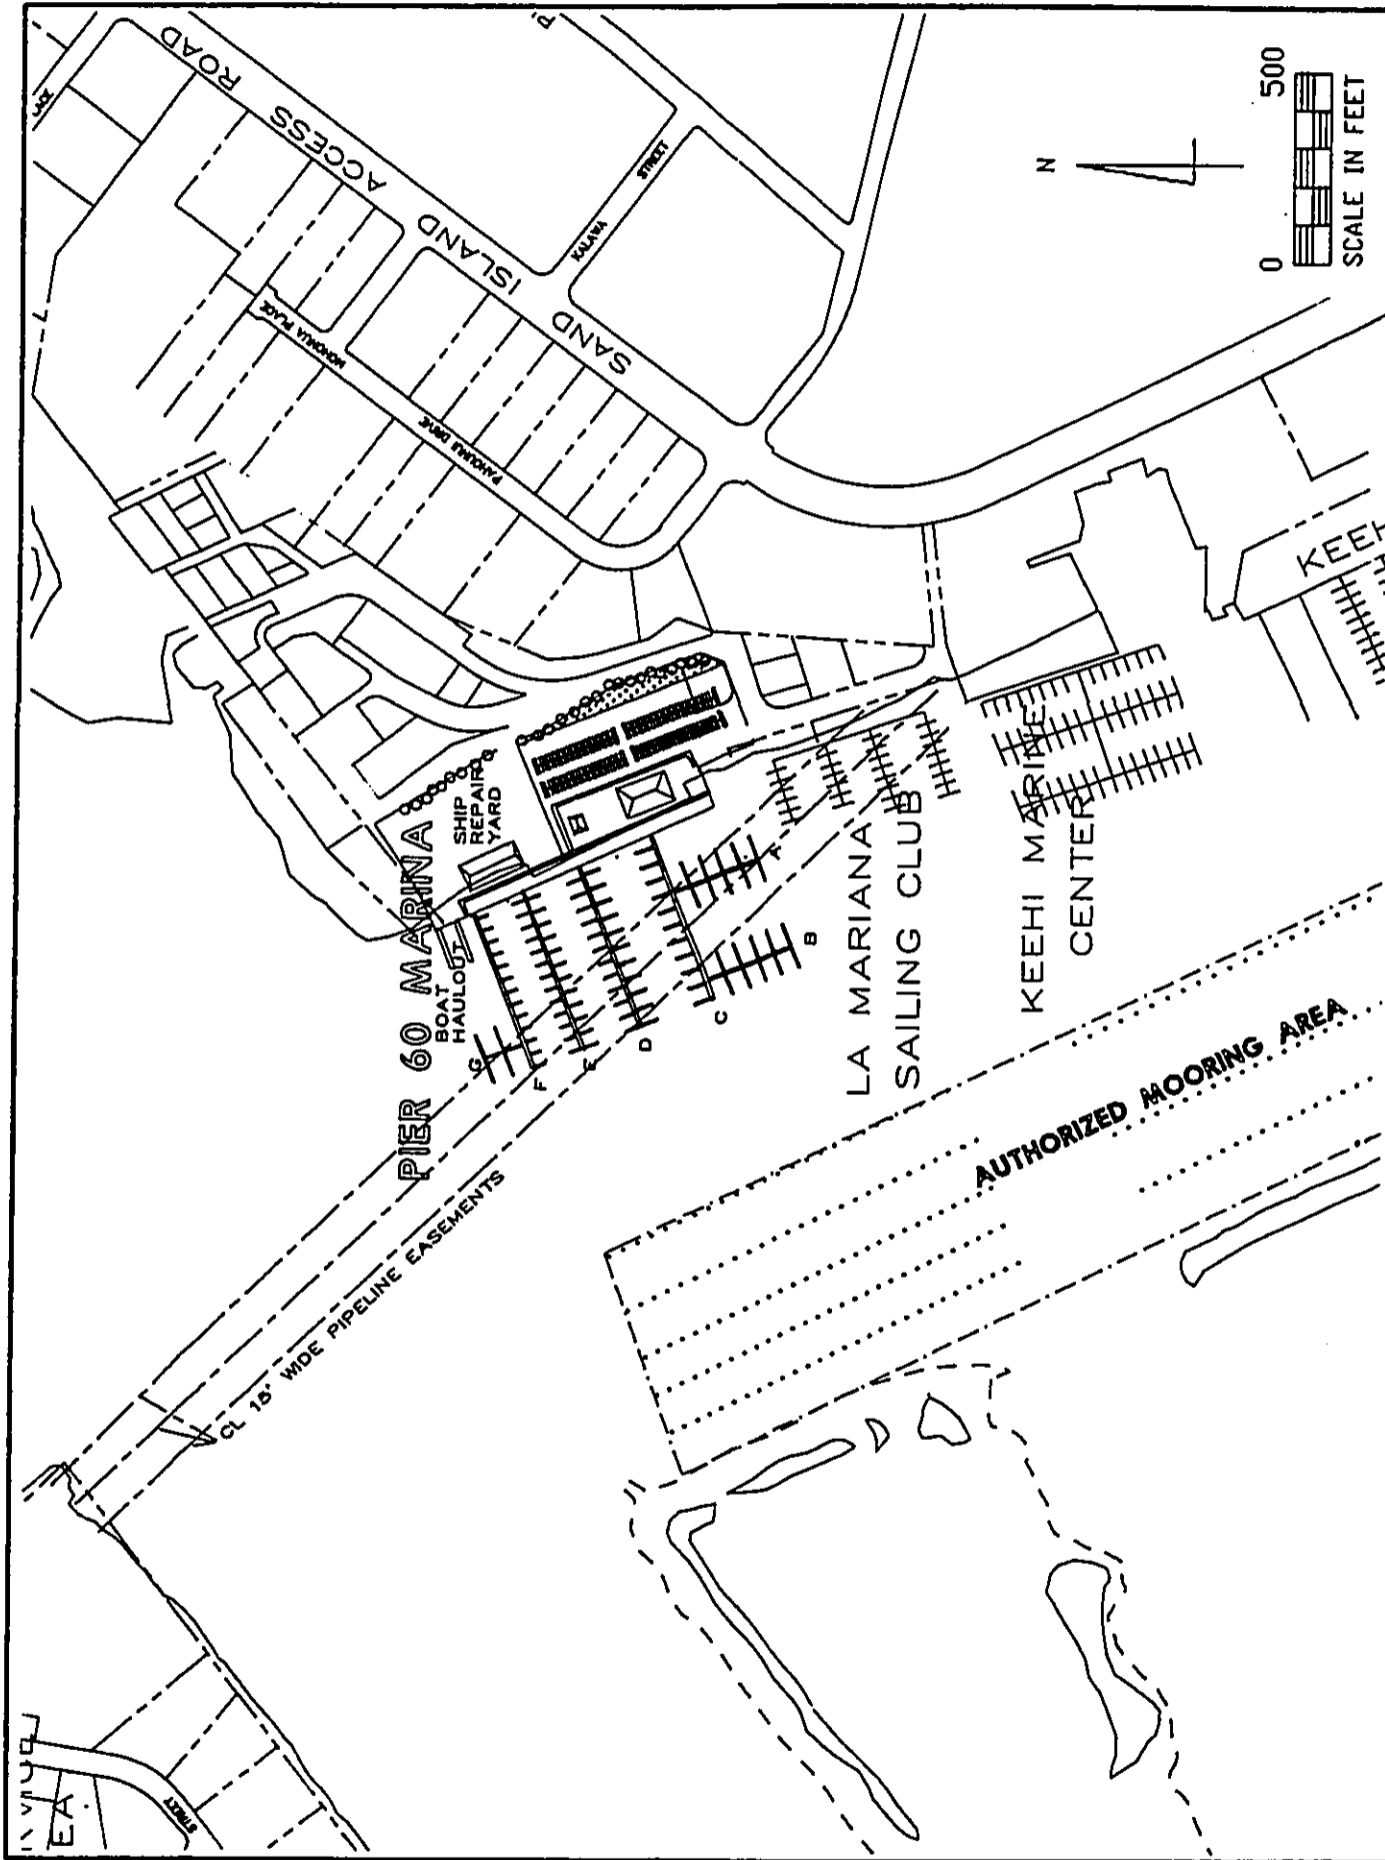 SAND ISLAND ACCESS ROAD
KALAWA
STREET
MOKOMUA PLACE
PAHOUNUI DRIVE
N
0 500
SCALE IN FEET
PIER 60 MARINA
BOAT
HAULOUT
SHIP
REPAIR
YARD
G
F
E
D
C
B
A
LA MARIANA
SAILING CLUB
KEEHI MARINE
CENTER
KEEH
AUTHORIZED MOORING AREA
CL 15' WIDE PIPELINE EASEMENTS
STREET
EA